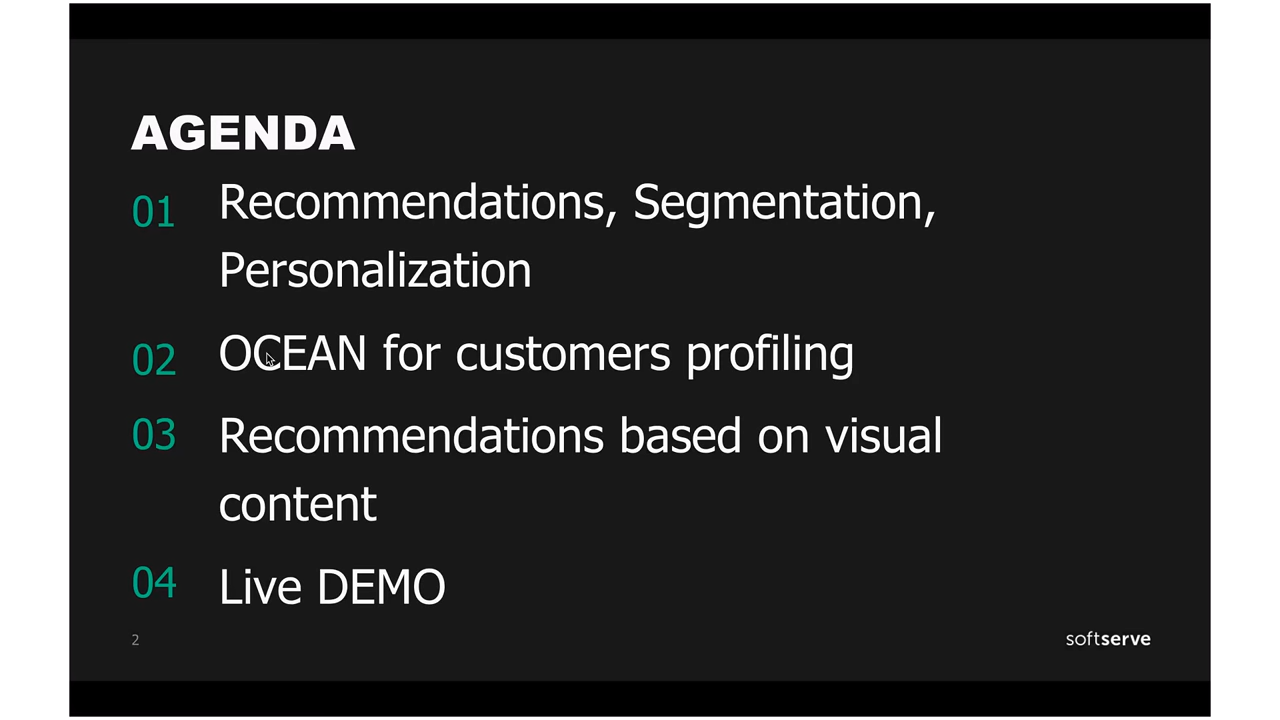 AGENDA
01 Recommendations, Segmentation,
Personalization
02 OCEAN for customers profiling
03 Recommendations based on visual
content
04 Live DEMO
2
softserve